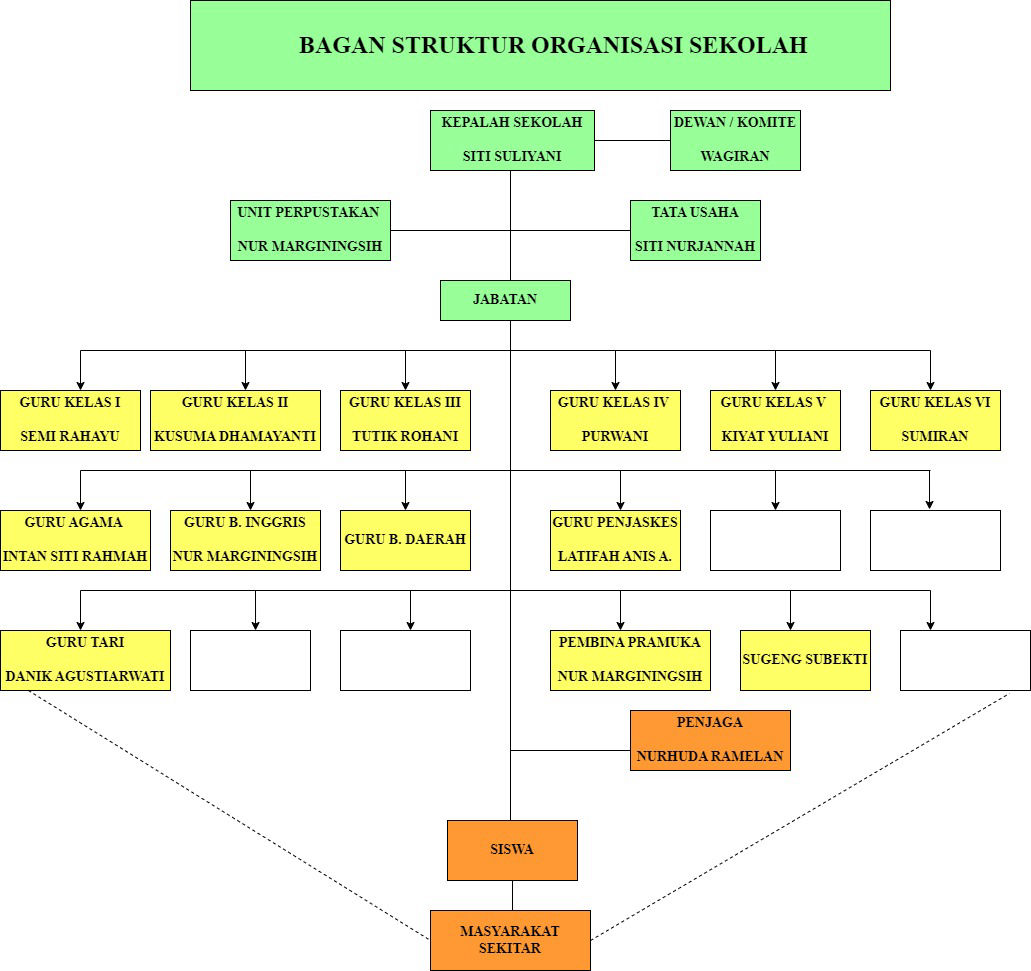 BAGAN STRUKTUR ORGANISASI SEKOLAH
KEPALAH SEKOLAH
SITI SULIYANI
DEWAN / KOMITE
WAGIRAN
UNIT PERPUSTAKAN
NUR MARGININGSIH
TATA USAHA
SITI NURJANNAH
JABATAN
GURU KELAS I
SEMI RAHAYU
GURU KELAS II
KUSUMA DHAMAYANTI
GURU KELAS III
TUTIK ROHANI
GURU KELAS IV
PURWANI
GURU KELAS V
KIYAT YULIANI
GURU KELAS VI
SUMIRAN
GURU AGAMA
INTAN SITI RAHMAH
GURU B. INGGRIS
NUR MARGININGSIH
GURU B. DAERAH
GURU PENJASKES
LATIFAH ANIS A.
GURU TARI
DANIK AGUSTIARWATI
PEMBINA PRAMUKA
NUR MARGININGSIH
SUGENG SUBEKTI
PENJAGA
NURHUDA RAMELAN
SISWA
MASYARAKAT
SEKITAR